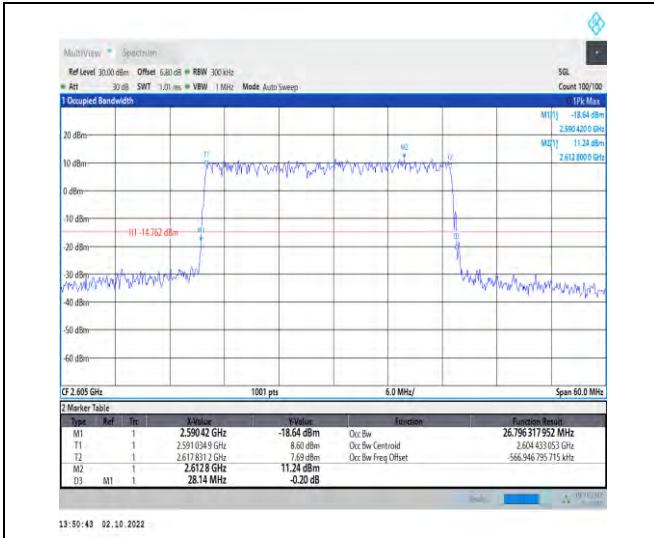 MultiView Spectrum
Ref Level 30.00 dBm Offset 6.80 dB RBW 300 kHz SGL
Att 30 dB SWT 1.01 ms VBW 1 MHz Mode Auto Sweep Count 100/100
1 Occupied Bandwidth 1Pk Max
M1[1] -18.64 dBm
2.590 420 0 GHz
M2[1] 11.24 dBm
2.612 800 0 GHz
20 dBm
T1 M2
10 dBm
0 dBm
-10 dBm
H1 -14.762 dBm
-20 dBm
-30 dBm
-40 dBm
-50 dBm
-60 dBm
CF 2.605 GHz 1001 pts 6.0 MHz/ Span 60.0 MHz
2 Marker Table
Type Ref Trc X-Value Y-Value Function Function Result
M1 1 2.59042 GHz -18.64 dBm Occ Bw 26.796 317 952 MHz
T1 1 2.591 034 9 GHz 8.60 dBm Occ Bw Centroid 2.604 433 053 GHz
T2 1 2.617 831 2 GHz 7.69 dBm Occ Bw Freq Offset -566.946 795 715 kHz
M2 1 2.6128 GHz 11.24 dBm
D3 M1 1 28.14 MHz -0.20 dB
13:50:43 02.10.2022